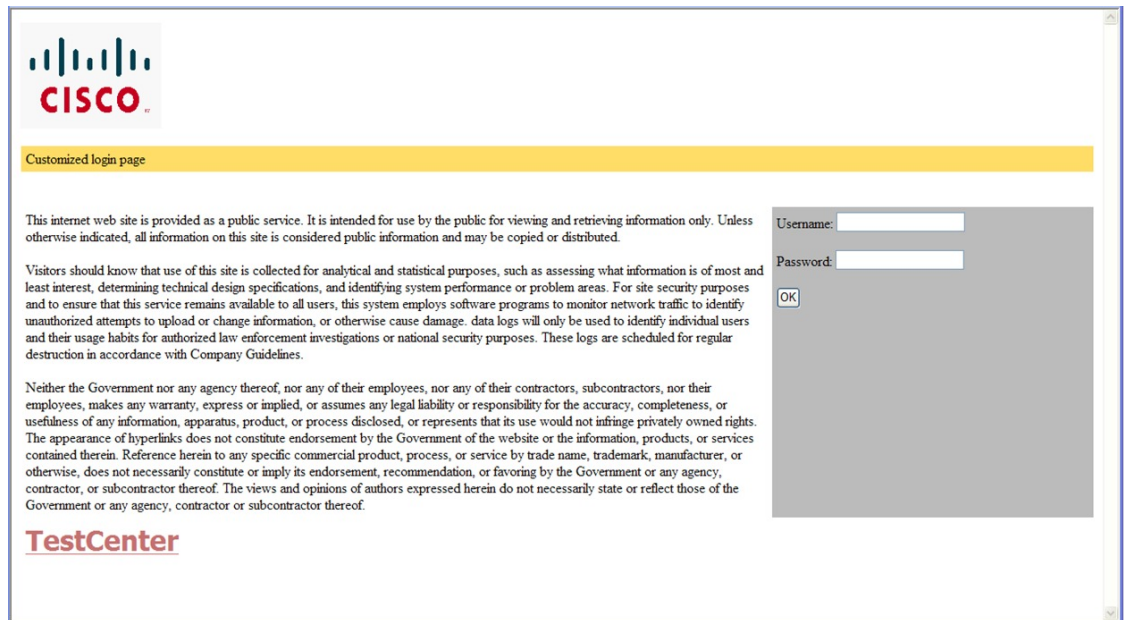 CISCO
Customized login page
This internet web site is provided as a public service. It is intended for use by the public for viewing and retrieving information only. Unless
otherwise indicated, all information on this site is considered public information and may be copied or distributed.
Visitors should know that use of this site is collected for analytical and statistical purposes, such as assessing what information is of most and
least interest, determining technical design specifications, and identifying system performance or problem areas. For site security purposes
and to ensure that this service remains available to all users, this system employs software programs to monitor network traffic to identify
unauthorized attempts to upload or change information, or otherwise cause damage. data logs will only be used to identify individual users
and their usage habits for authorized law enforcement investigations or national security purposes. These logs are scheduled for regular
destruction in accordance with Company Guidelines.
Neither the Government nor any agency thereof, nor any of their employees, nor any of their contractors, subcontractors, nor their
employees, makes any warranty, express or implied, or assumes any legal liability or responsibility for the accuracy, completeness, or
usefulness of any information, apparatus, product, or process disclosed, or represents that its use would not infringe privately owned rights.
The appearance of hyperlinks does not constitute endorsement by the Government of the website or the information, products, or services
contained therein. Reference herein to any specific commercial product, process, or service by trade name, trademark, manufacturer, or
otherwise, does not necessarily constitute or imply its endorsement, recommendation, or favoring by the Government or any agency,
contractor, or subcontractor thereof. The views and opinions of authors expressed herein do not necessarily state or reflect those of the
Government or any agency, contractor or subcontractor thereof.
Username:
Password:
OK
TestCenter